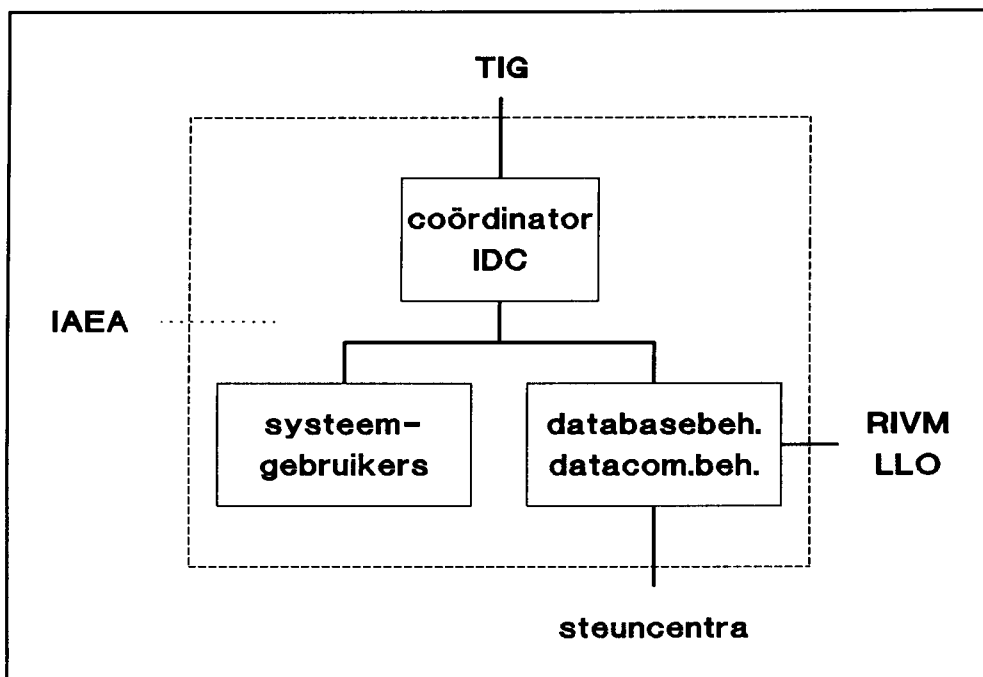 TIG
coördinator
IDC
IAEA
systeem-
gebruikers
databasebeh.
datacom.beh.
RIVM
LLO
steuncentra